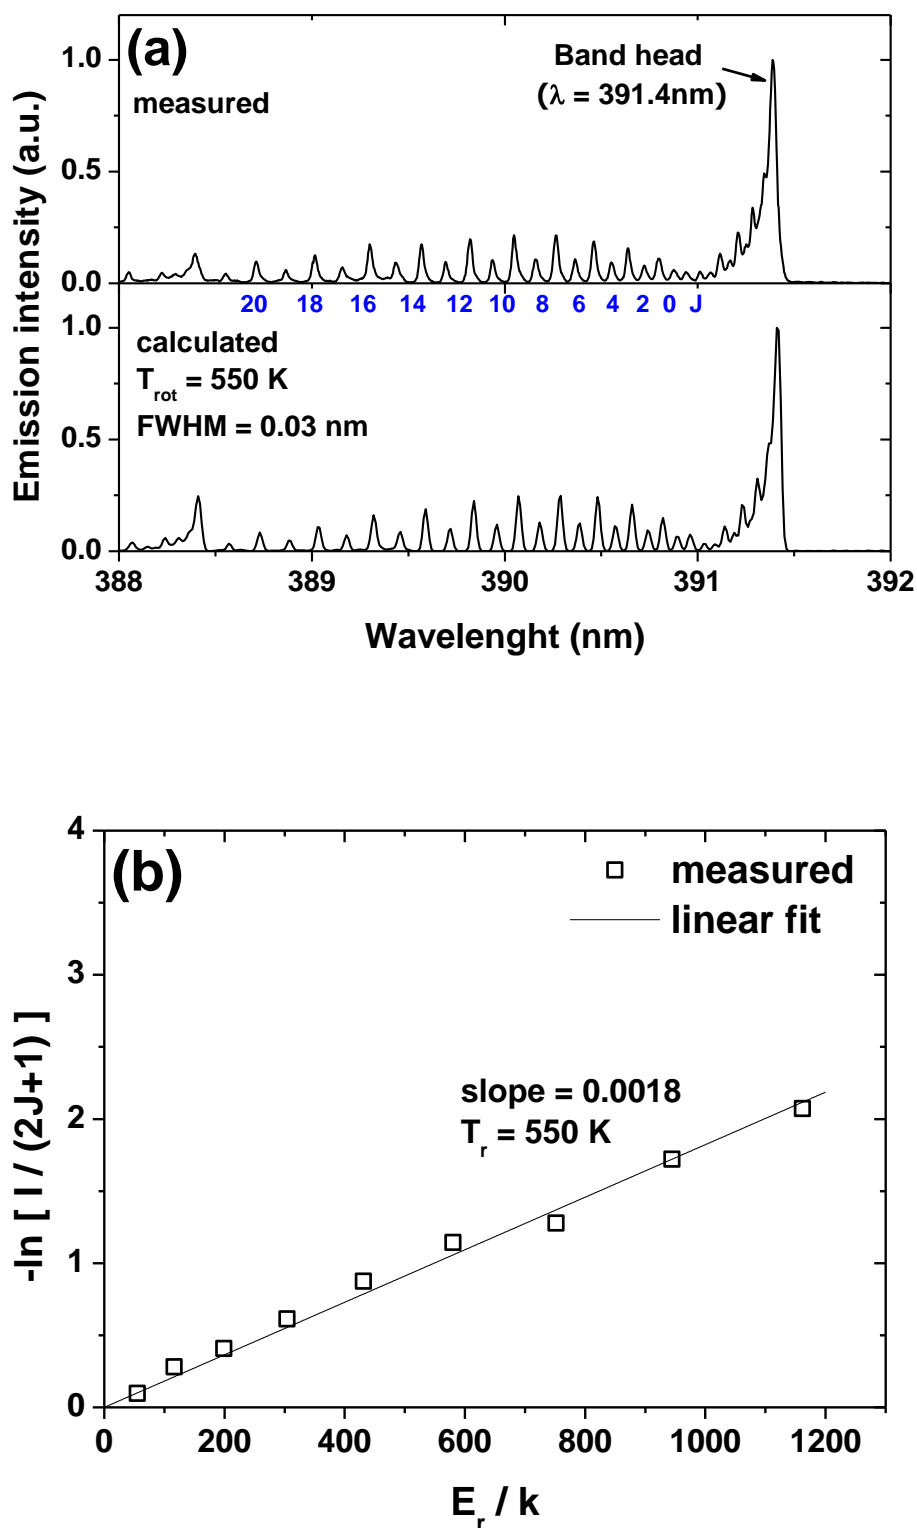 (a)
measured
Band head
(λ = 391.4nm)
Emission intensity (a.u.)
1.0
0.5
0.0
20 18 16 14 12 10 8 6 4 2 0 J
calculated
T_rot = 550 K
FWHM = 0.03 nm
1.0
0.5
0.0
388 389 390 391 392
Wavelenght (nm)
(b)
measured
linear fit
slope = 0.0018
T_r = 550 K
-ln [ I / (2J+1) ]
4
3
2
1
0
0 200 400 600 800 1000 1200
E_r / k